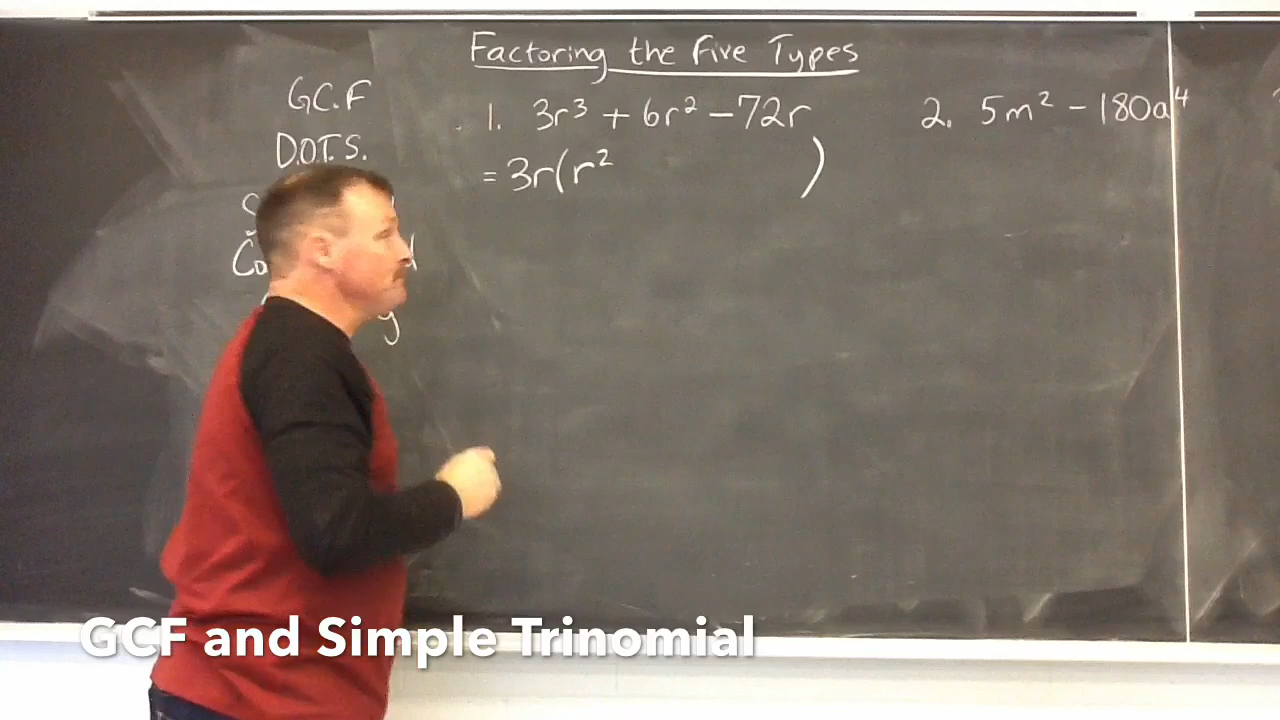 Factoring the Five Types
G.C.F
D.O.T.S.
1. 3r³ + 6r² - 72r
= 3r(r² )
2. 5m² - 180a⁴
GCF and Simple Trinomial